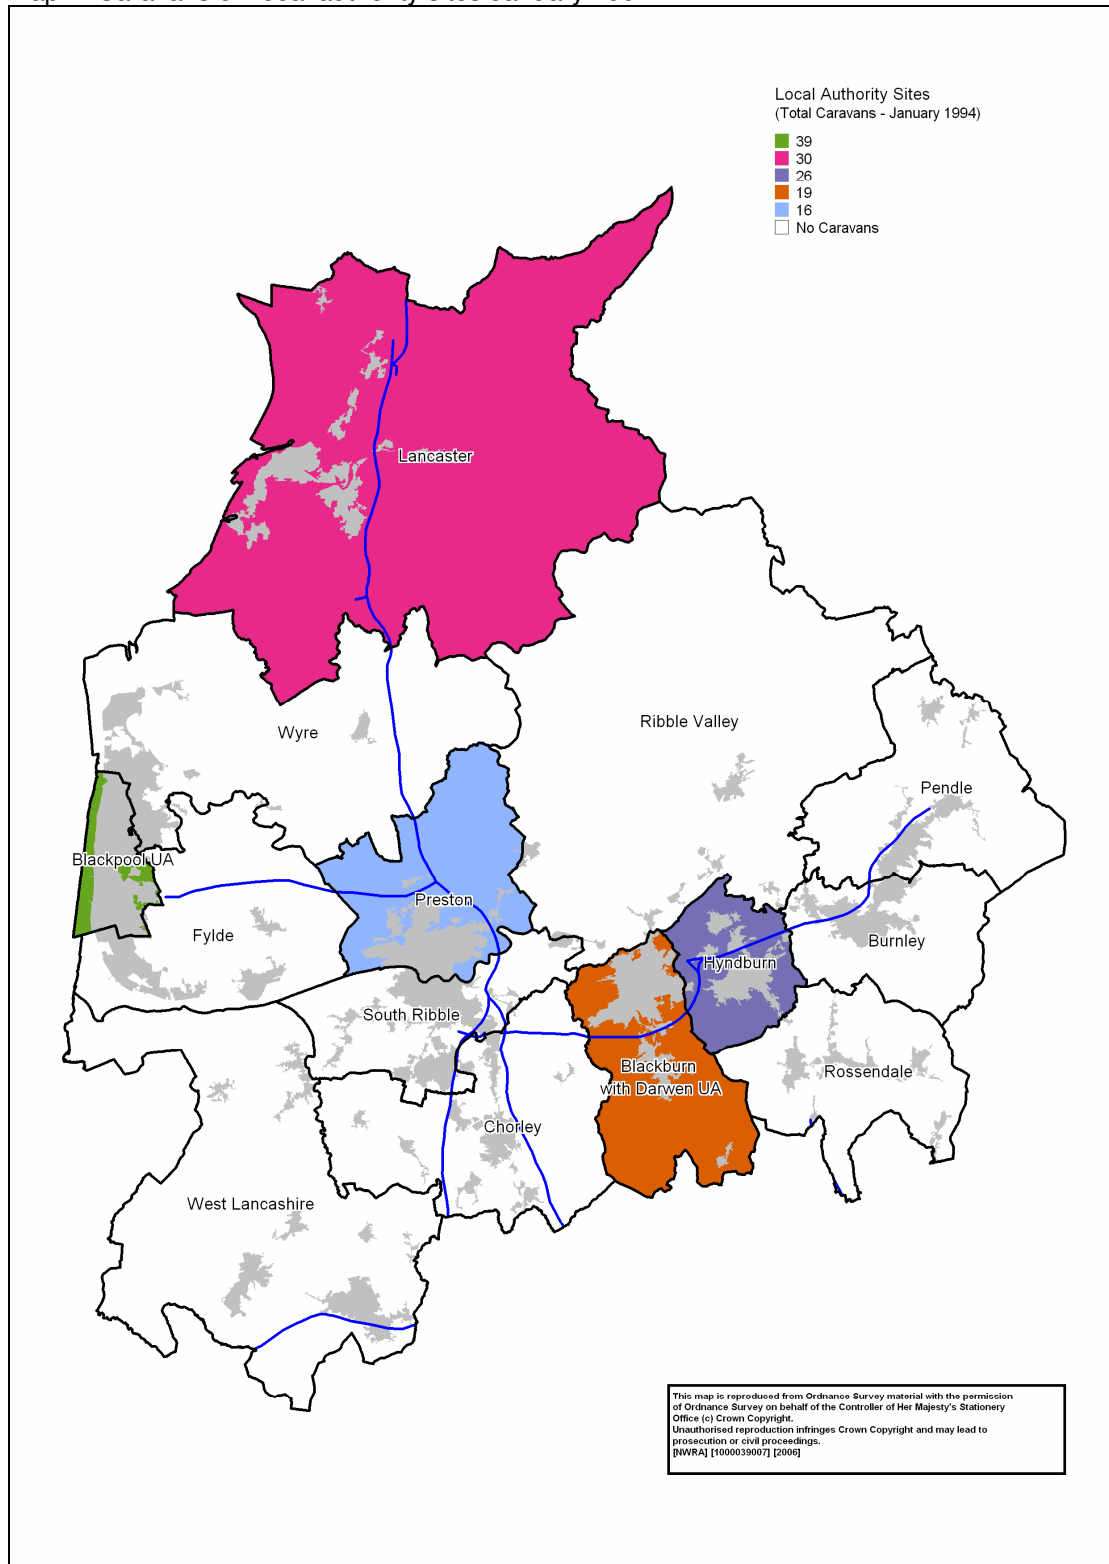 Local Authority Sites
(Total Caravans - January 1994)
39
30
26
19
16
No Caravans
Lancaster
Wyre
Ribble Valley
Pendle
Blackpool UA
Preston
Fylde
Burnley
Hyndburn
South Ribble
Blackburn
with Darwen UA
Rossendale
Chorley
West Lancashire
This map is reproduced from Ordnance Survey material with the permission
of Ordnance Survey on behalf of the Controller of Her Majesty's Stationery
Office (c) Crown Copyright.
Unauthorised reproduction infringes Crown Copyright and may lead to
prosecution or civil proceedings.
[NWRA] [1000039007] [2006]